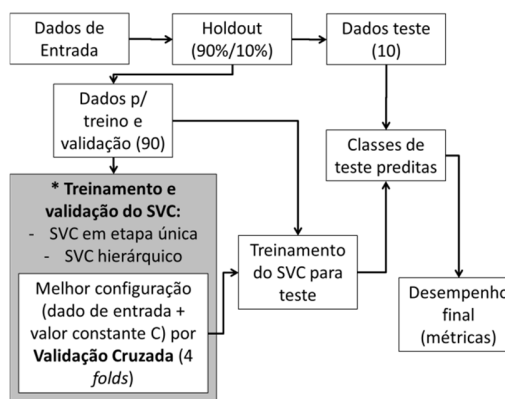 Dados de
Entrada
Holdout
(90%/10%)
Dados teste
(10)
Dados p/
treino e
validação (90)
Classes de
teste preditas
* Treinamento e
validação do SVC:
- SVC em etapa única
- SVC hierárquico
Melhor configuração
(dado de entrada +
valor constante C) por
Validação Cruzada (4
folds)
Treinamento
do SVC para
teste
Desempenho
final
(métricas)